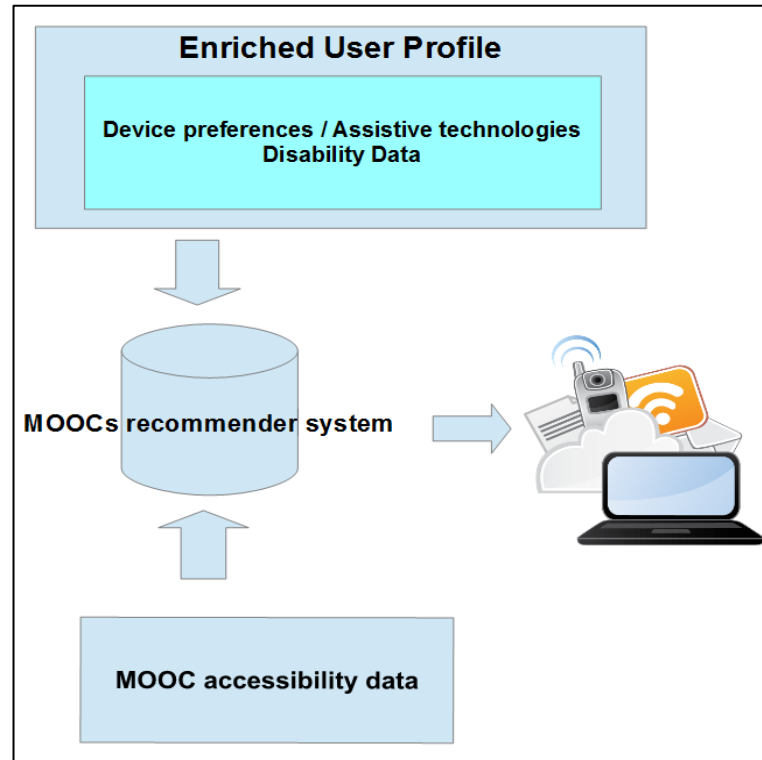 Enriched User Profile
Device preferences / Assistive technologies
Disability Data
MOOCs recommender system
MOOC accessibility data